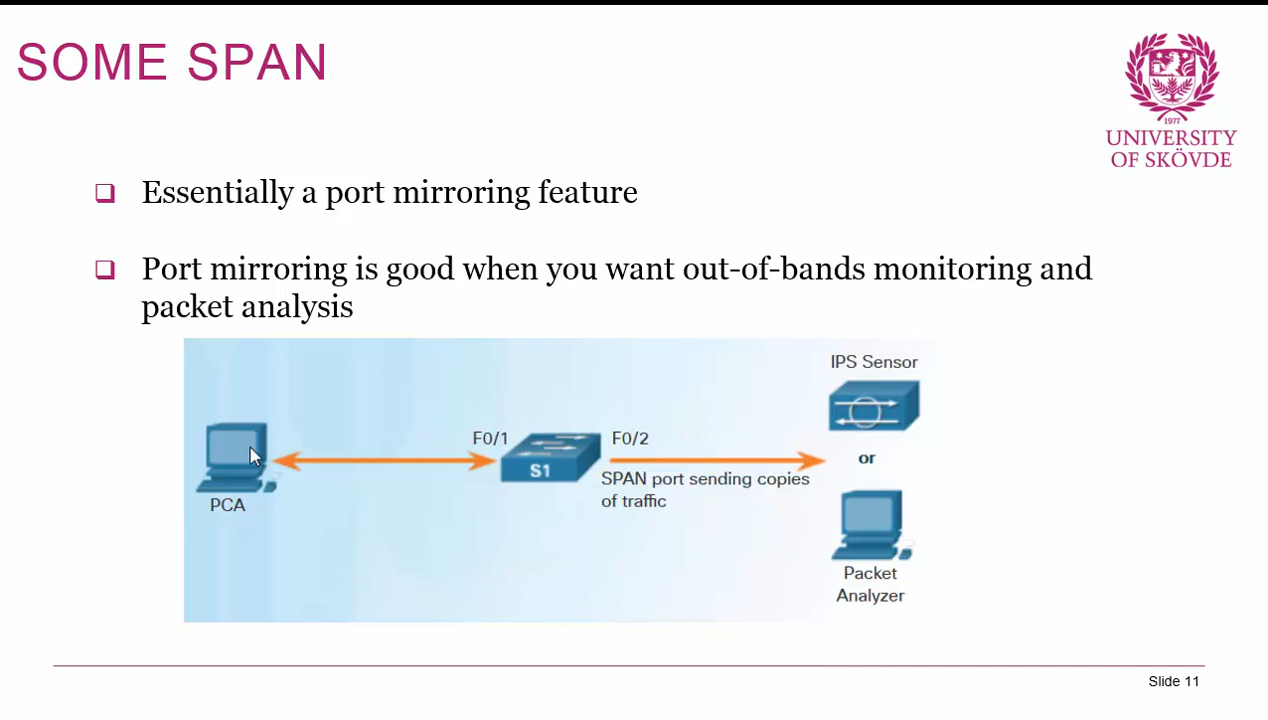 SOME SPAN
1977
UNIVERSITY
OF SKÖVDE
Essentially a port mirroring feature
Port mirroring is good when you want out-of-bands monitoring and
packet analysis
IPS Sensor
F0/1
F0/2
S1
or
SPAN port sending copies
of traffic
PCA
Packet
Analyzer
Slide 11